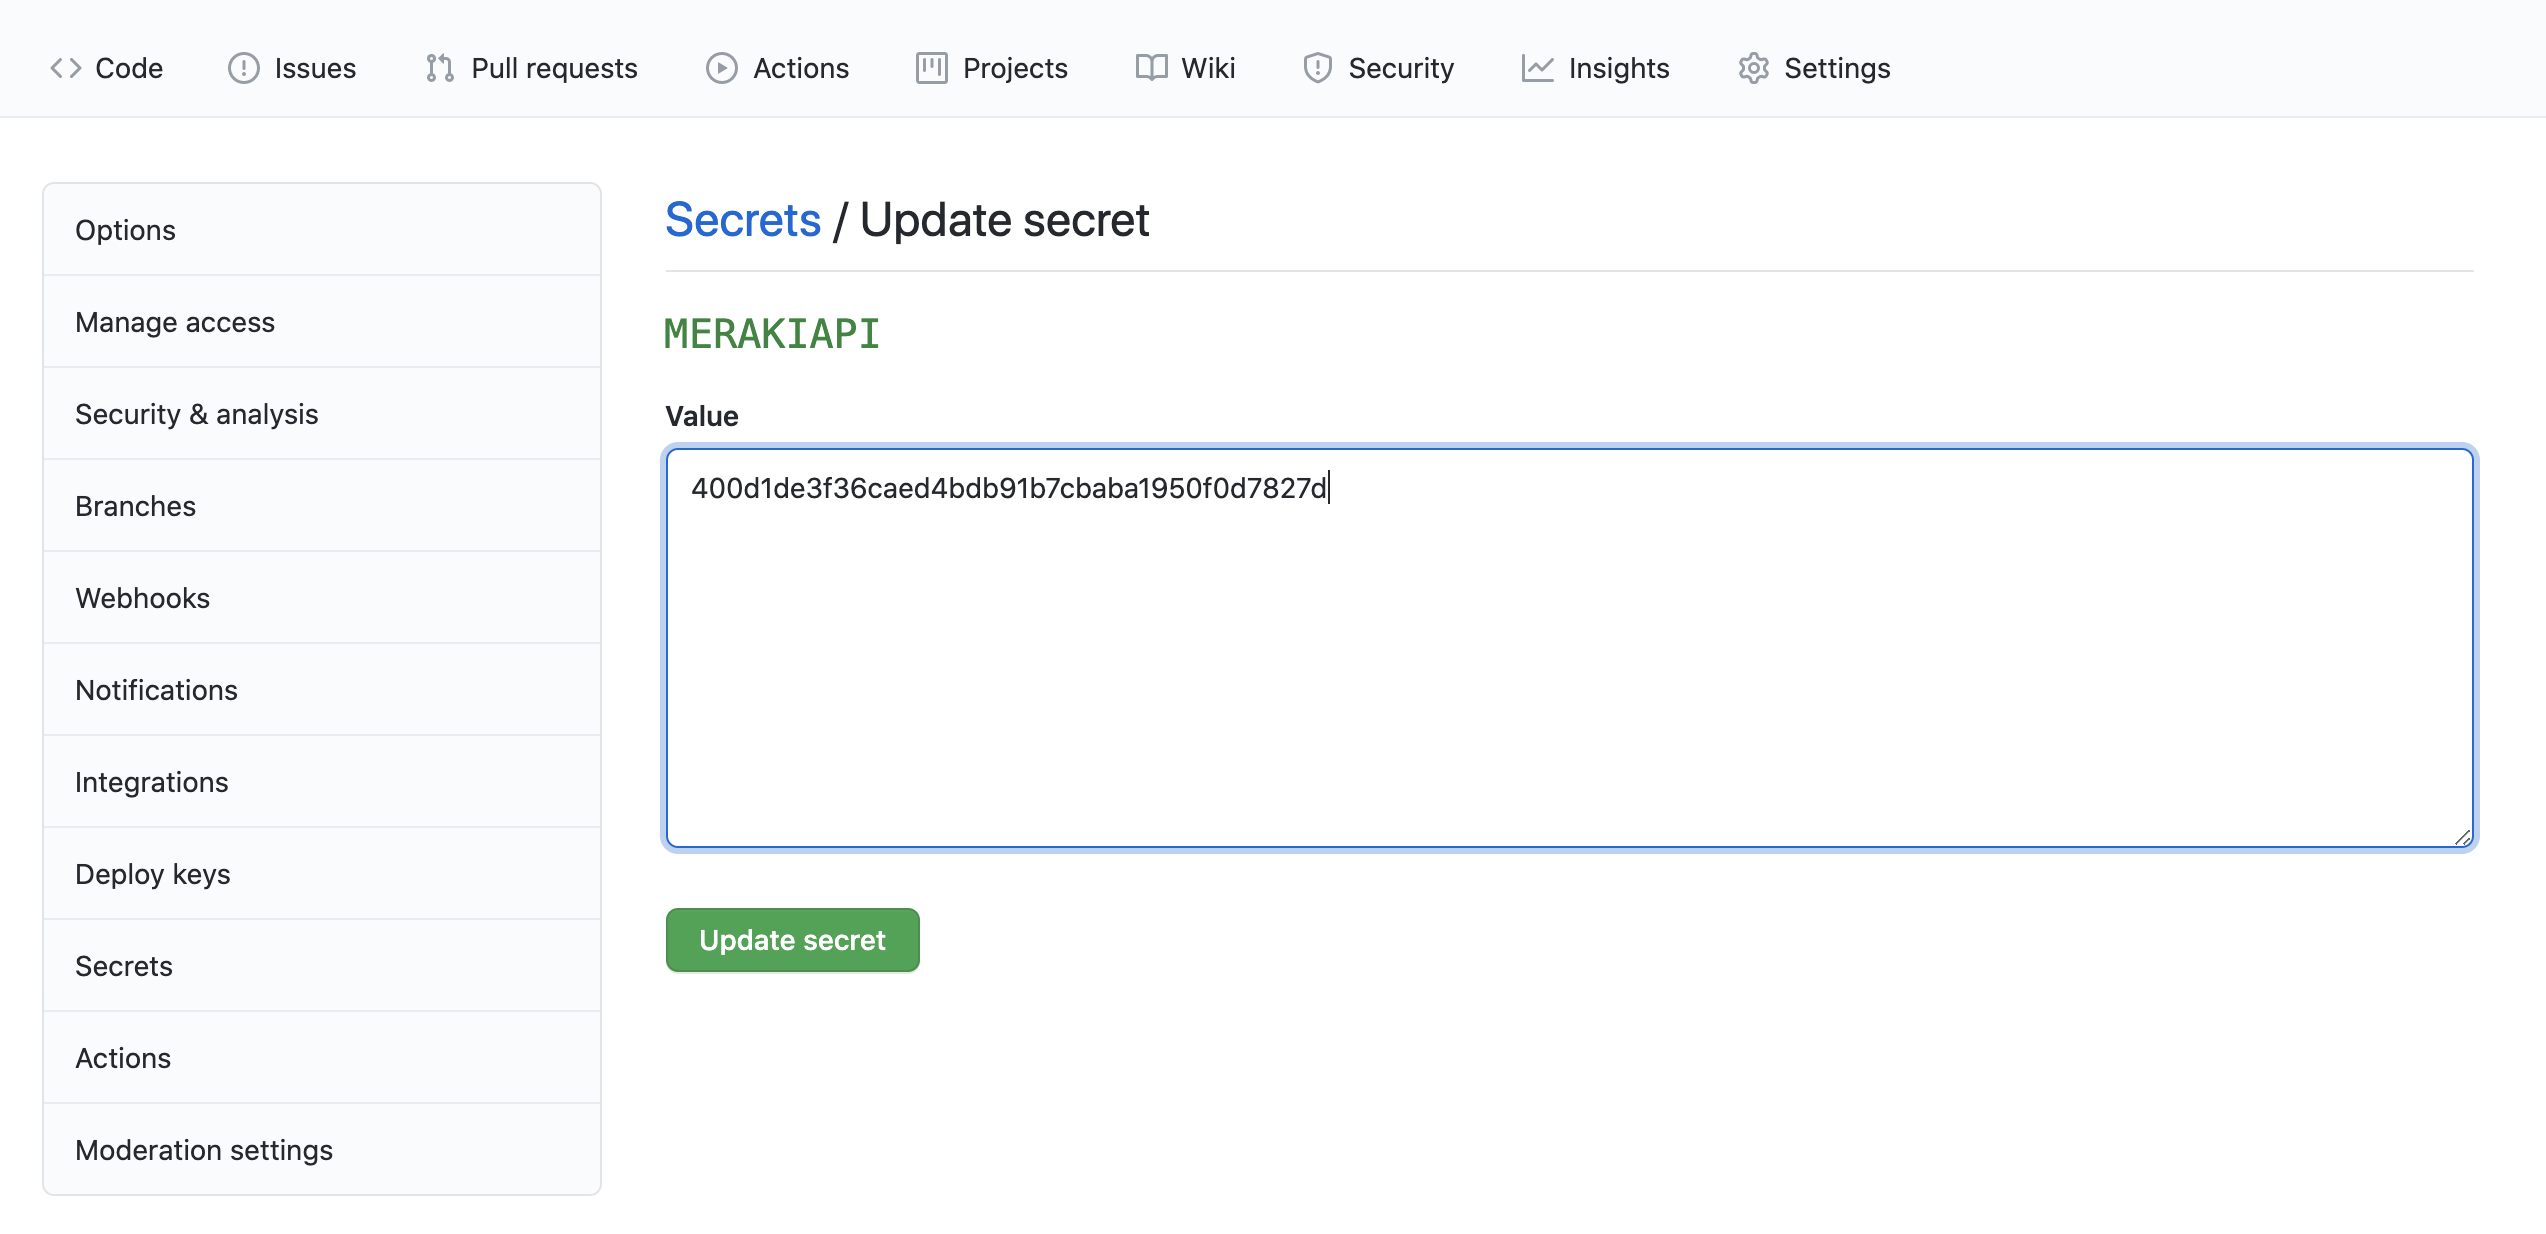 Code Issues Pull requests Actions Projects Wiki Security Insights Settings
Options
Manage access
Security & analysis
Branches
Webhooks
Notifications
Integrations
Deploy keys
Secrets
Actions
Moderation settings
Secrets / Update secret
MERAKIAPI
Value
400d1de3f36caed4bdb91b7cbaba1950f0d7827d
Update secret